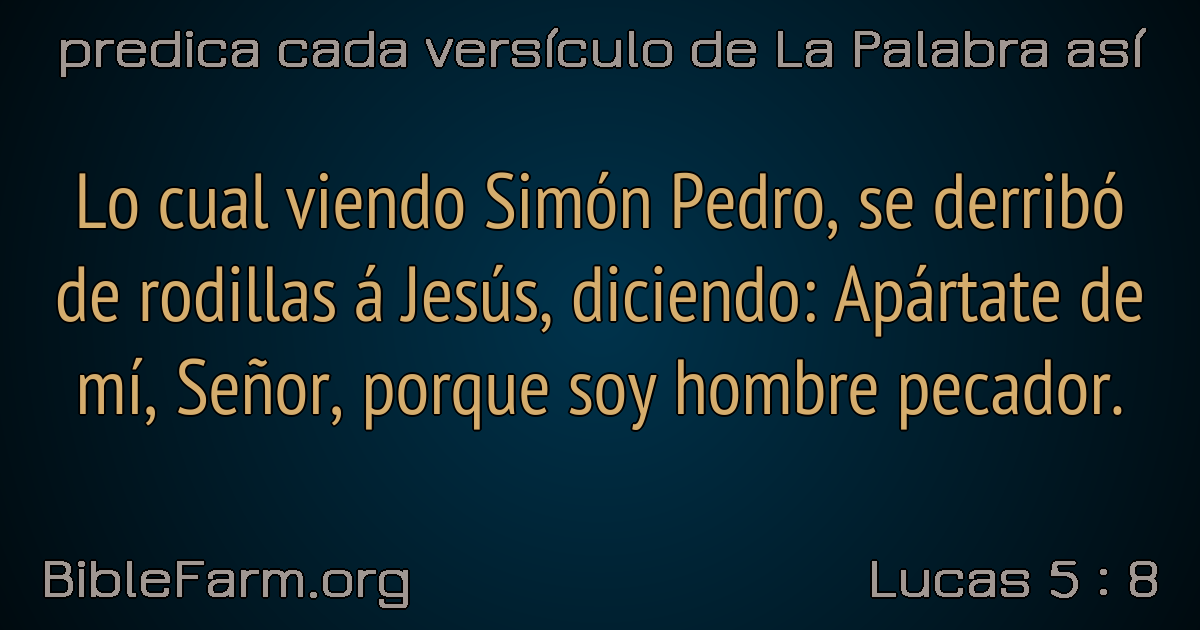 predica cada versículo de La Palabra así
Lo cual viendo Simón Pedro, se derribó
de rodillas á Jesús, diciendo: Apártate de
mí, Señor, porque soy hombre pecador.
BibleFarm.org
Lucas 5 : 8